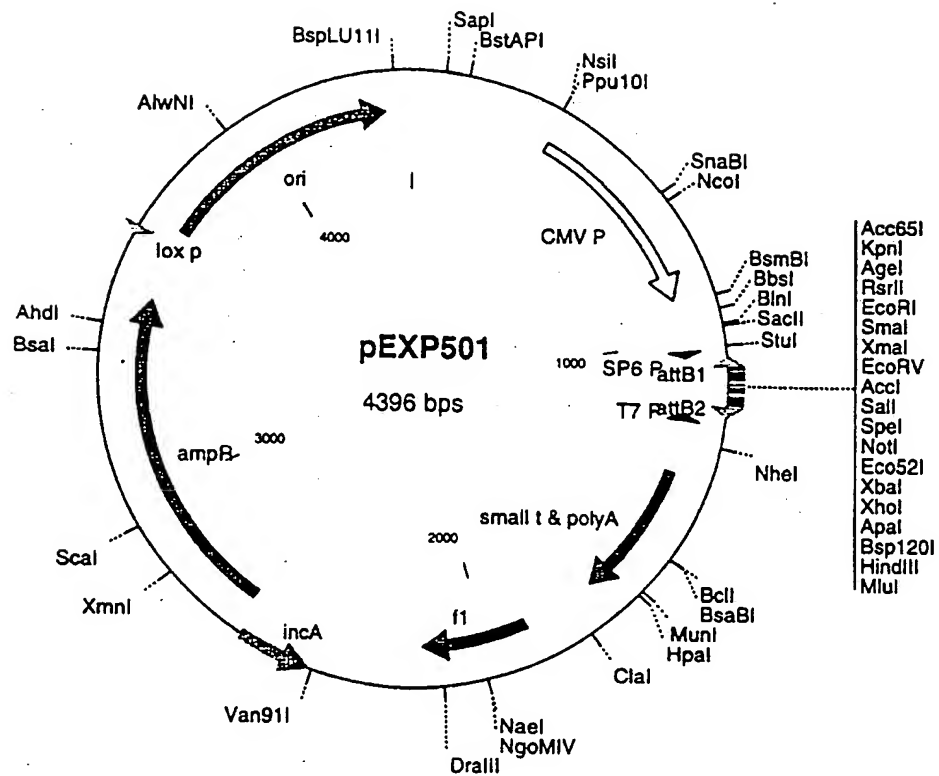 BspLU11I
SapI
BstAPI
NsiI
Ppu10I
AlwNI
SnaBI
NcoI
ori
4000
CMV P
lox p
BsmBI
BbsI
BlnI
SacII
StuI
AhdI
BsaI
pEXP501
4396 bps
1000
SP6 P
attB1
T7 P
attB2
Acc65I
KpnI
AgeI
RsrII
EcoRI
SmaI
XmaI
EcoRV
AccI
SalI
SpeI
NotI
Eco52I
XbaI
XhoI
ApaI
Bsp120I
HindIII
MluI
NheI
ampR
3000
small t & polyA
2000
ScaI
XmnI
BclI
BsaBI
MunI
HpaI
f1
incA
ClaI
Van91I
NaeI
NgoMIV
DraIII